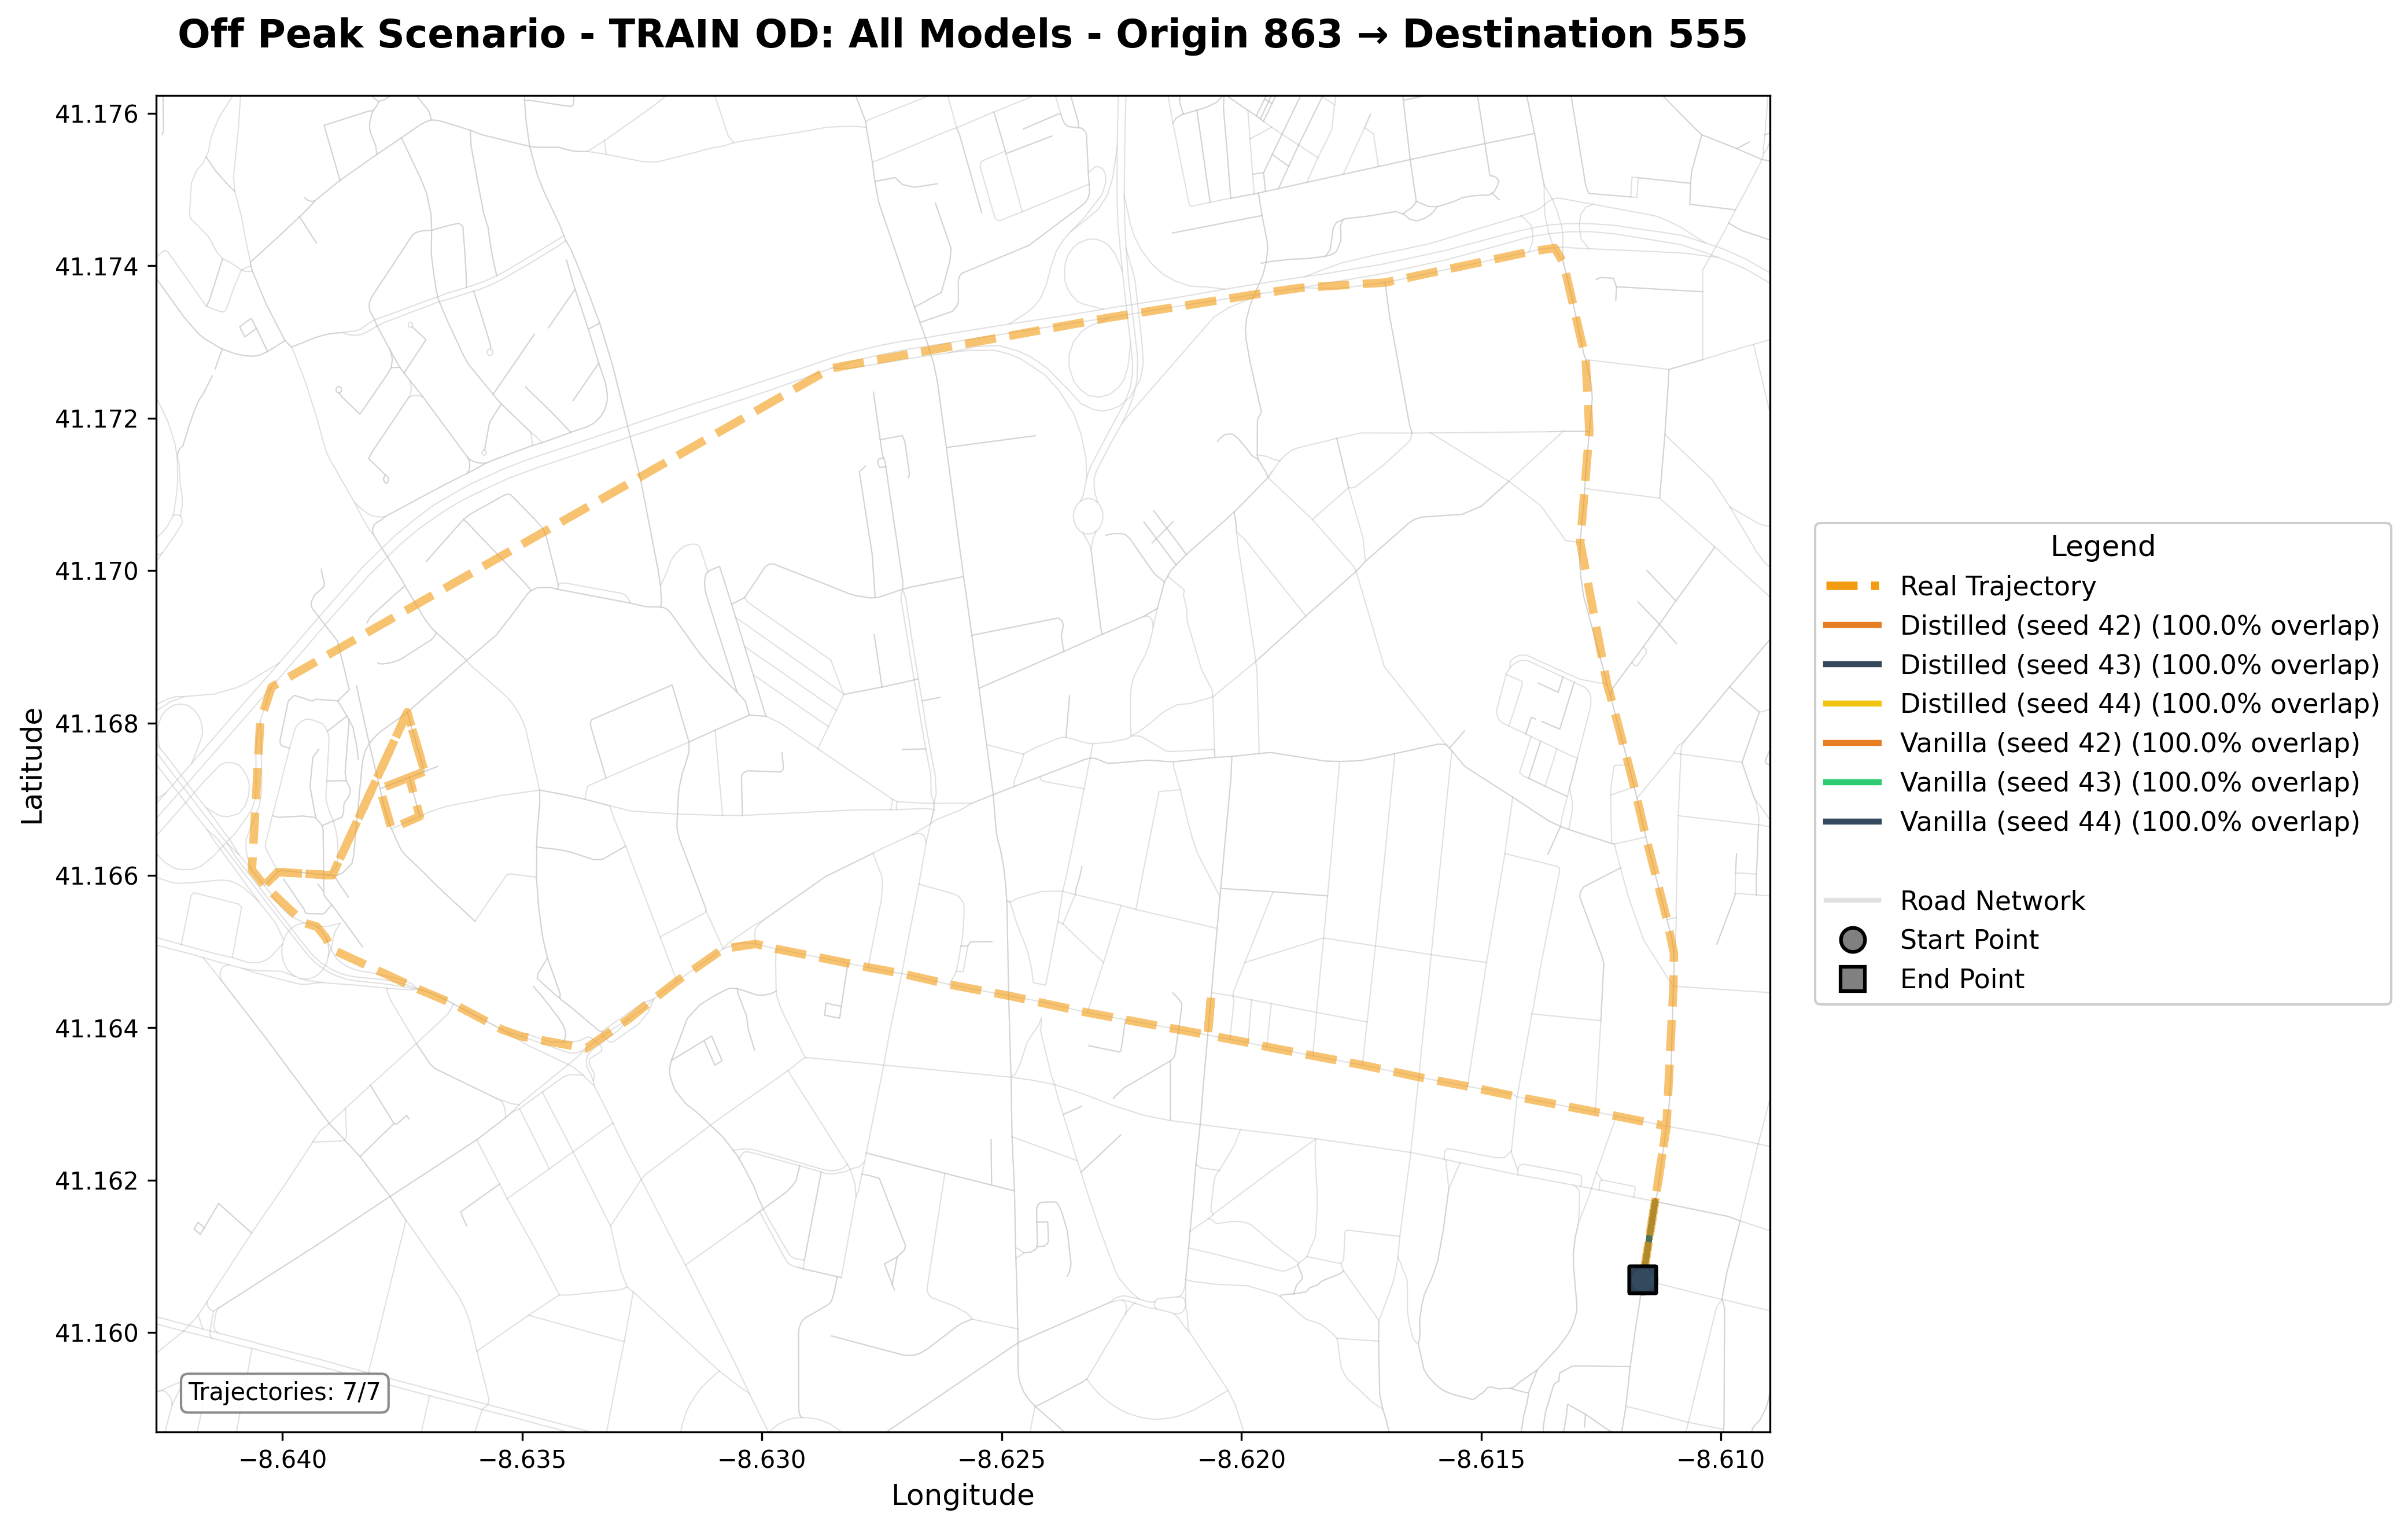 Off Peak Scenario - TRAIN OD: All Models - Origin 863 → Destination 555
41.176
41.174
41.172
41.170
41.168
41.166
41.164
41.162
41.160
Latitude
−8.640
−8.635
−8.630
−8.625
−8.620
−8.615
−8.610
Longitude
Trajectories: 7/7
Legend
Real Trajectory
Distilled (seed 42) (100.0% overlap)
Distilled (seed 43) (100.0% overlap)
Distilled (seed 44) (100.0% overlap)
Vanilla (seed 42) (100.0% overlap)
Vanilla (seed 43) (100.0% overlap)
Vanilla (seed 44) (100.0% overlap)
Road Network
Start Point
End Point